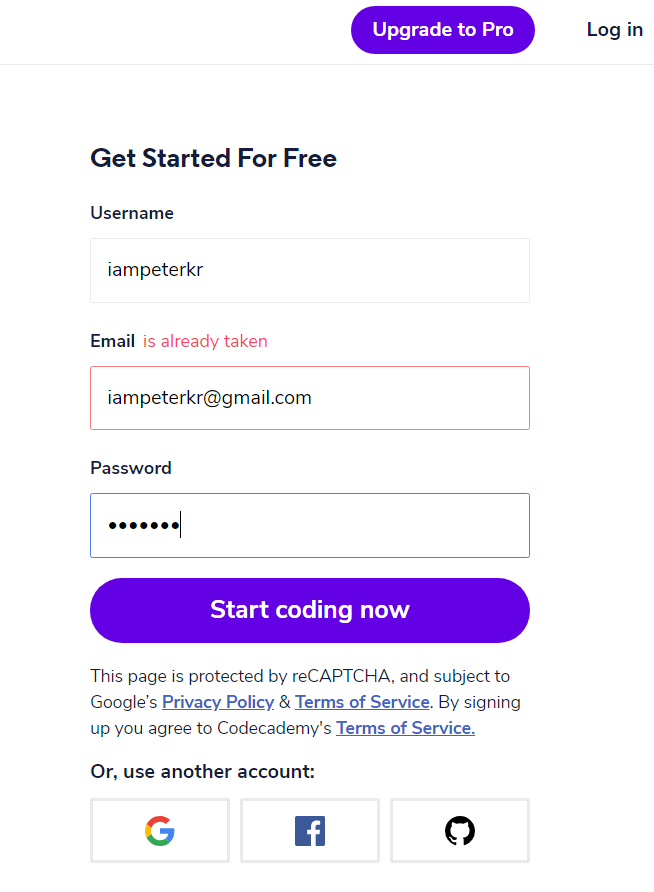 Upgrade to Pro
Log in
Get Started For Free
Username
iampeterkr
Email is already taken
iampeterkr@gmail.com
Password
•••••••
Start coding now
This page is protected by reCAPTCHA, and subject to
Google’s Privacy Policy & Terms of Service. By signing
up you agree to Codecademy's Terms of Service.
Or, use another account: